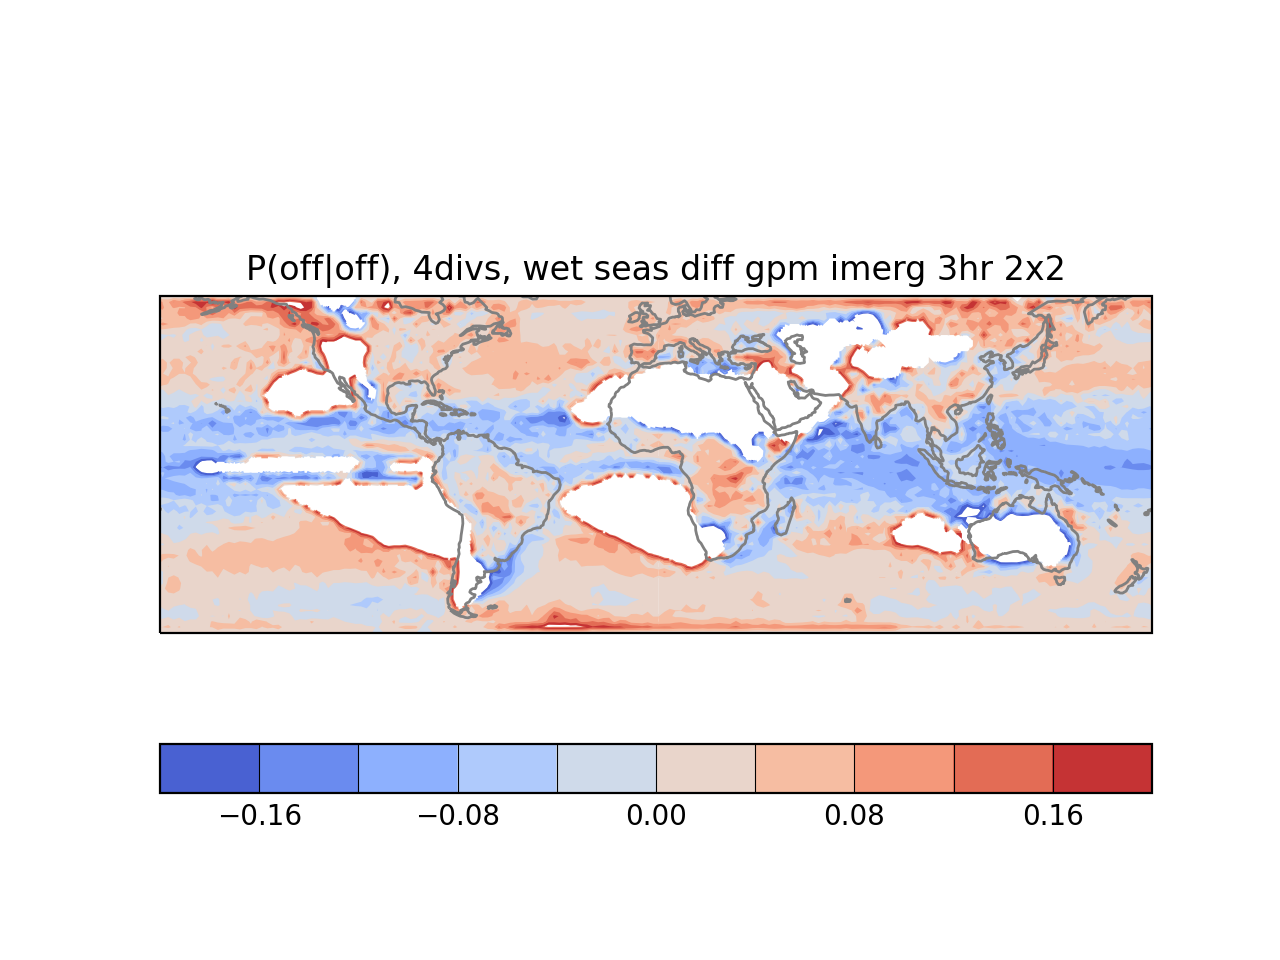 P(off|off), 4divs, wet seas diff gpm imerg 3hr 2x2
−0.16 −0.08 0.00 0.08 0.16